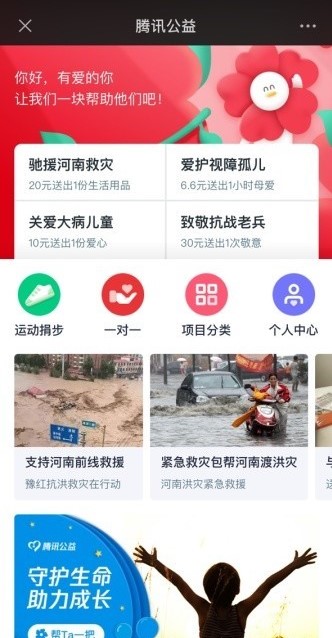 腾讯公益
你好，有爱的你
让我们一块帮助他们吧！
驰援河南救灾
爱护视障孤儿
20元送出1份生活用品
6.6元送出1小时母爱
关爱大病儿童
致敬抗战老兵
10元送出1份爱心
30元送出1次敬意
运动捐步
一对一
项目分类
个人中心
支持河南前线救援
紧急救灾包帮河南渡洪灾
豫红抗洪救灾在行动
河南洪灾紧急救援
腾讯公益
守护生命
助力成长
帮Ta一把